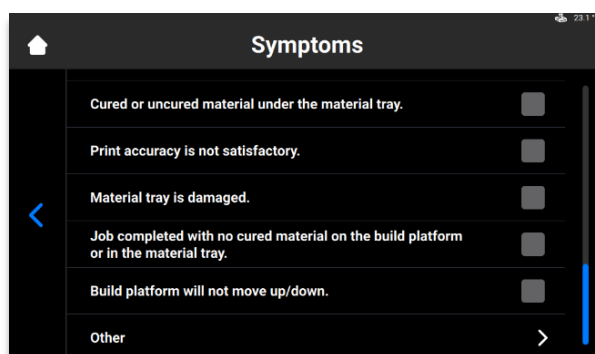 23.1°
Symptoms
Cured or uncured material under the material tray.
Print accuracy is not satisfactory.
Material tray is damaged.
Job completed with no cured material on the build platform
or in the material tray.
Build platform will not move up/down.
Other